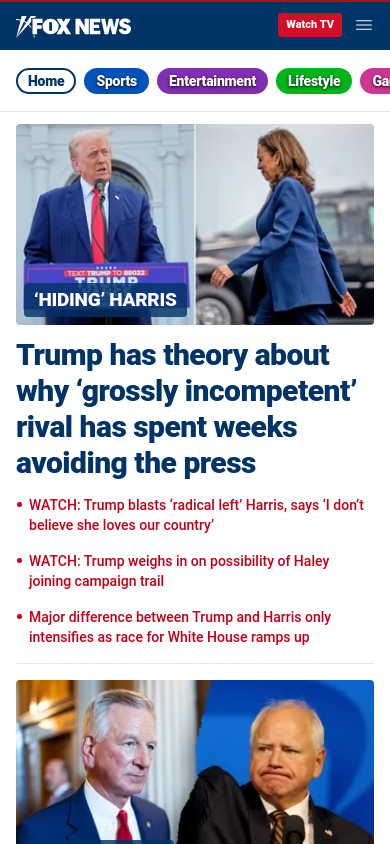 FOX NEWS
Watch TV
Home
Sports
Entertainment
Lifestyle
TEXT TRUMP TO 88022
TRUMP
‘HIDING’ HARRIS
Trump has theory about
why ‘grossly incompetent’
rival has spent weeks
avoiding the press
WATCH: Trump blasts ‘radical left’ Harris, says ‘I don’t
believe she loves our country’
WATCH: Trump weighs in on possibility of Haley
joining campaign trail
Major difference between Trump and Harris only
intensifies as race for White House ramps up